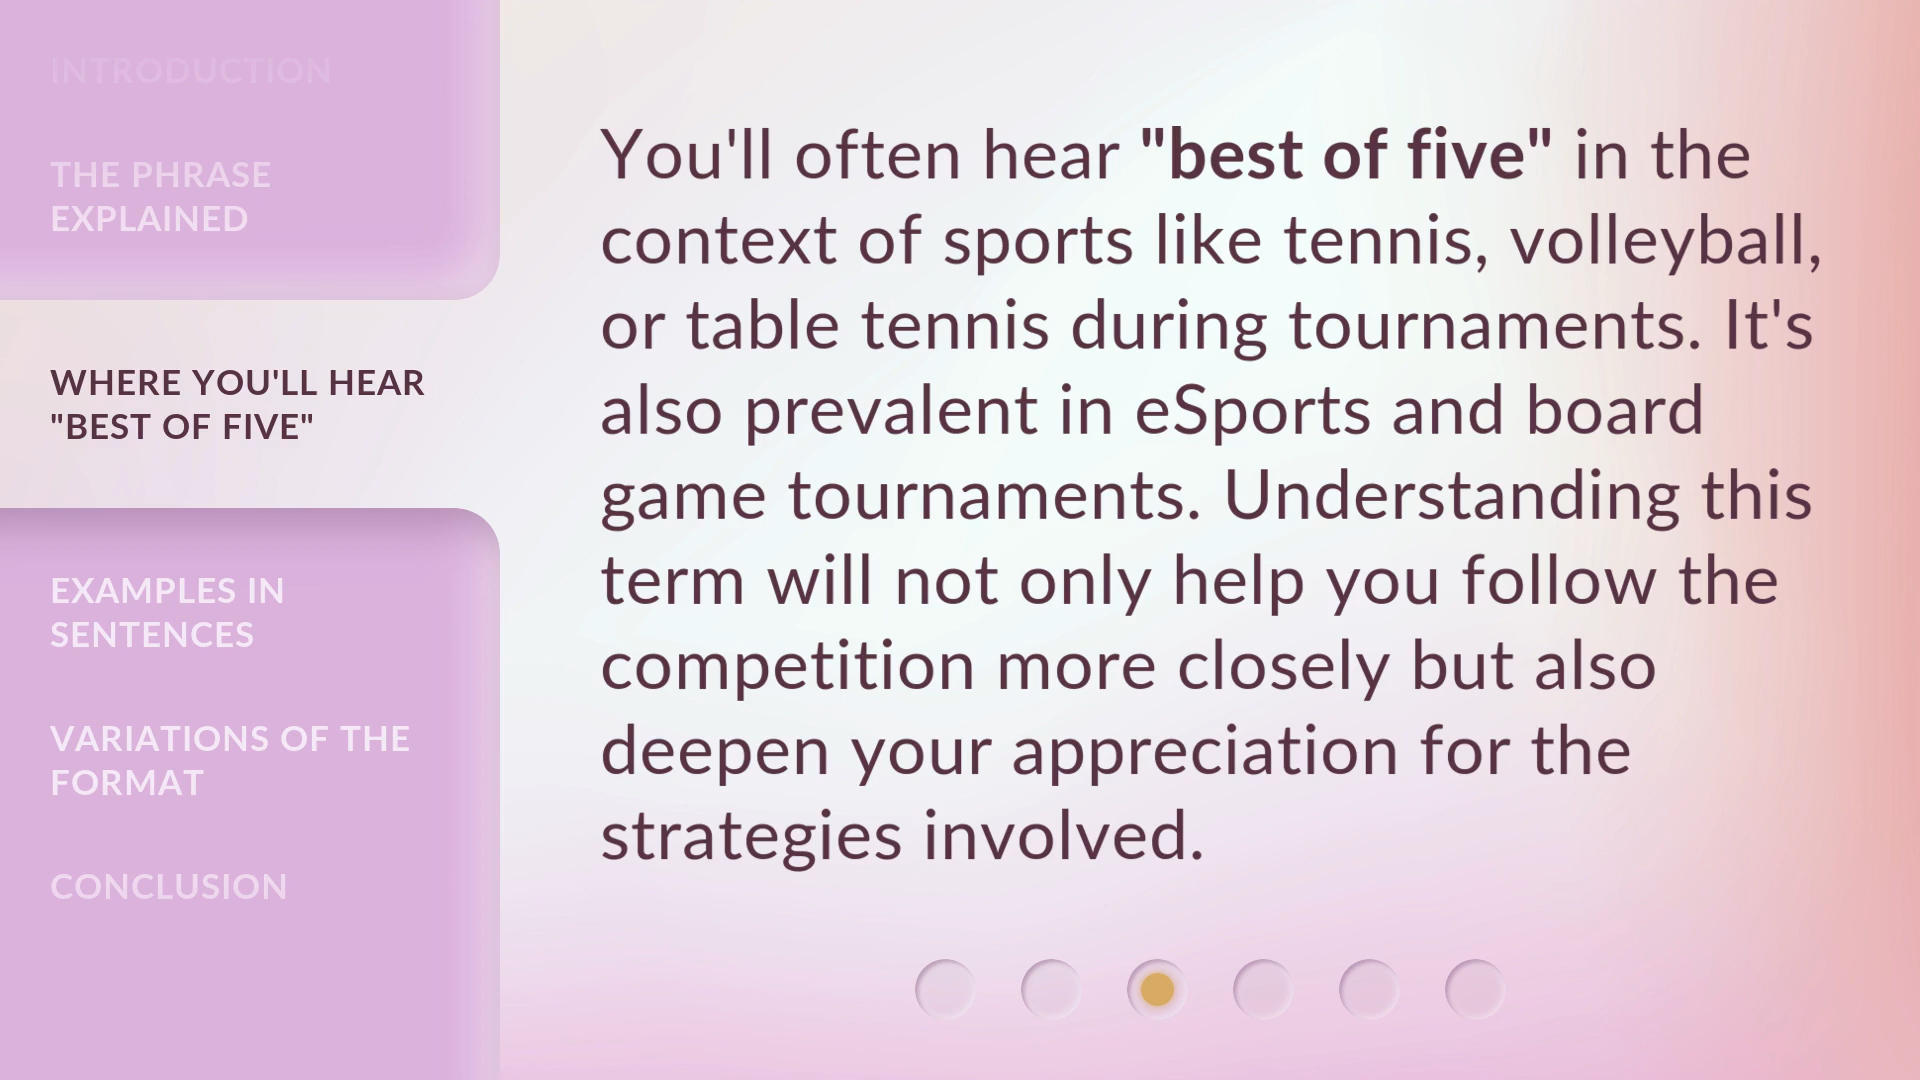 INTRODUCTION
THE PHRASE
EXPLAINED
WHERE YOU'LL HEAR
"BEST OF FIVE"
EXAMPLES IN
SENTENCES
VARIATIONS OF THE
FORMAT
CONCLUSION
You'll often hear "best of five" in the
context of sports like tennis, volleyball,
or table tennis during tournaments. It's
also prevalent in eSports and board
game tournaments. Understanding this
term will not only help you follow the
competition more closely but also
deepen your appreciation for the
strategies involved.